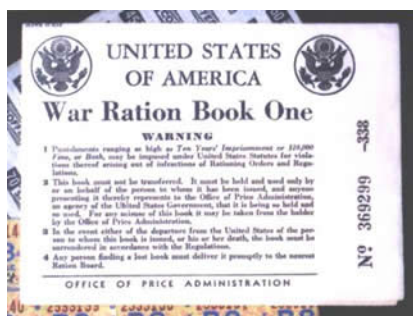 UNITED STATES
OF AMERICA
War Ration Book One
WARNING
1 Punishments ranging as high as Ten Years' Imprisonment or $10,000
Fine, or Both, may be imposed under United States Statutes for viola-
tions thereof arising out of infractions of Rationing Orders and Regu-
lations.
2 This book must not be transferred. It must be held and used only by
or on behalf of the person to whom it has been issued, and anyone
presenting it thereby represents to the Office of Price Administration,
an agency of the United States Government, that it is being so held and
so used. For any misuse of this book it may be taken from the holder
by the Office of Price Administration.
3 In the event either of the departure from the United States of the per-
son to whom this book is issued, or his or her death, the book must be
surrendered in accordance with the Regulations.
4 Any person finding a lost book must deliver it promptly to the nearest
Ration Board.
OFFICE OF PRICE ADMINISTRATION
Nº 369299 -338